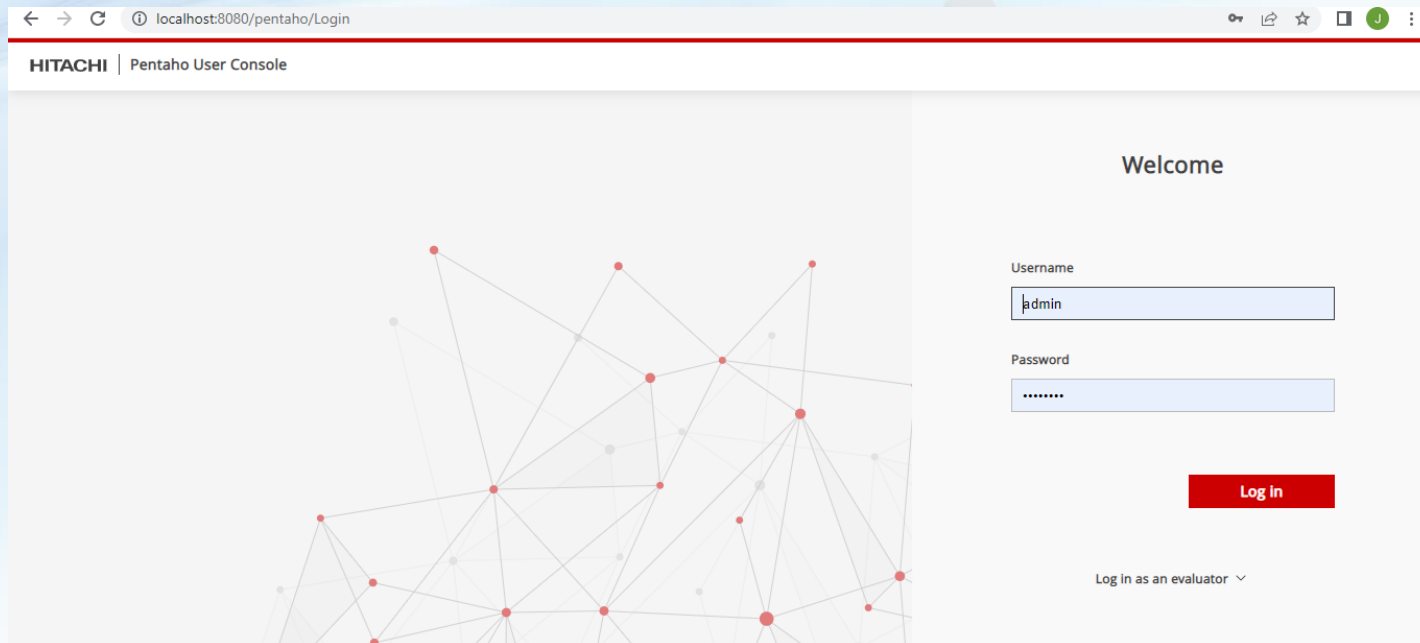 localhost:8080/pentaho/Login
J
HITACHI Pentaho User Console
Welcome
Username
admin
Password
••••••••
Log in
Log in as an evaluator